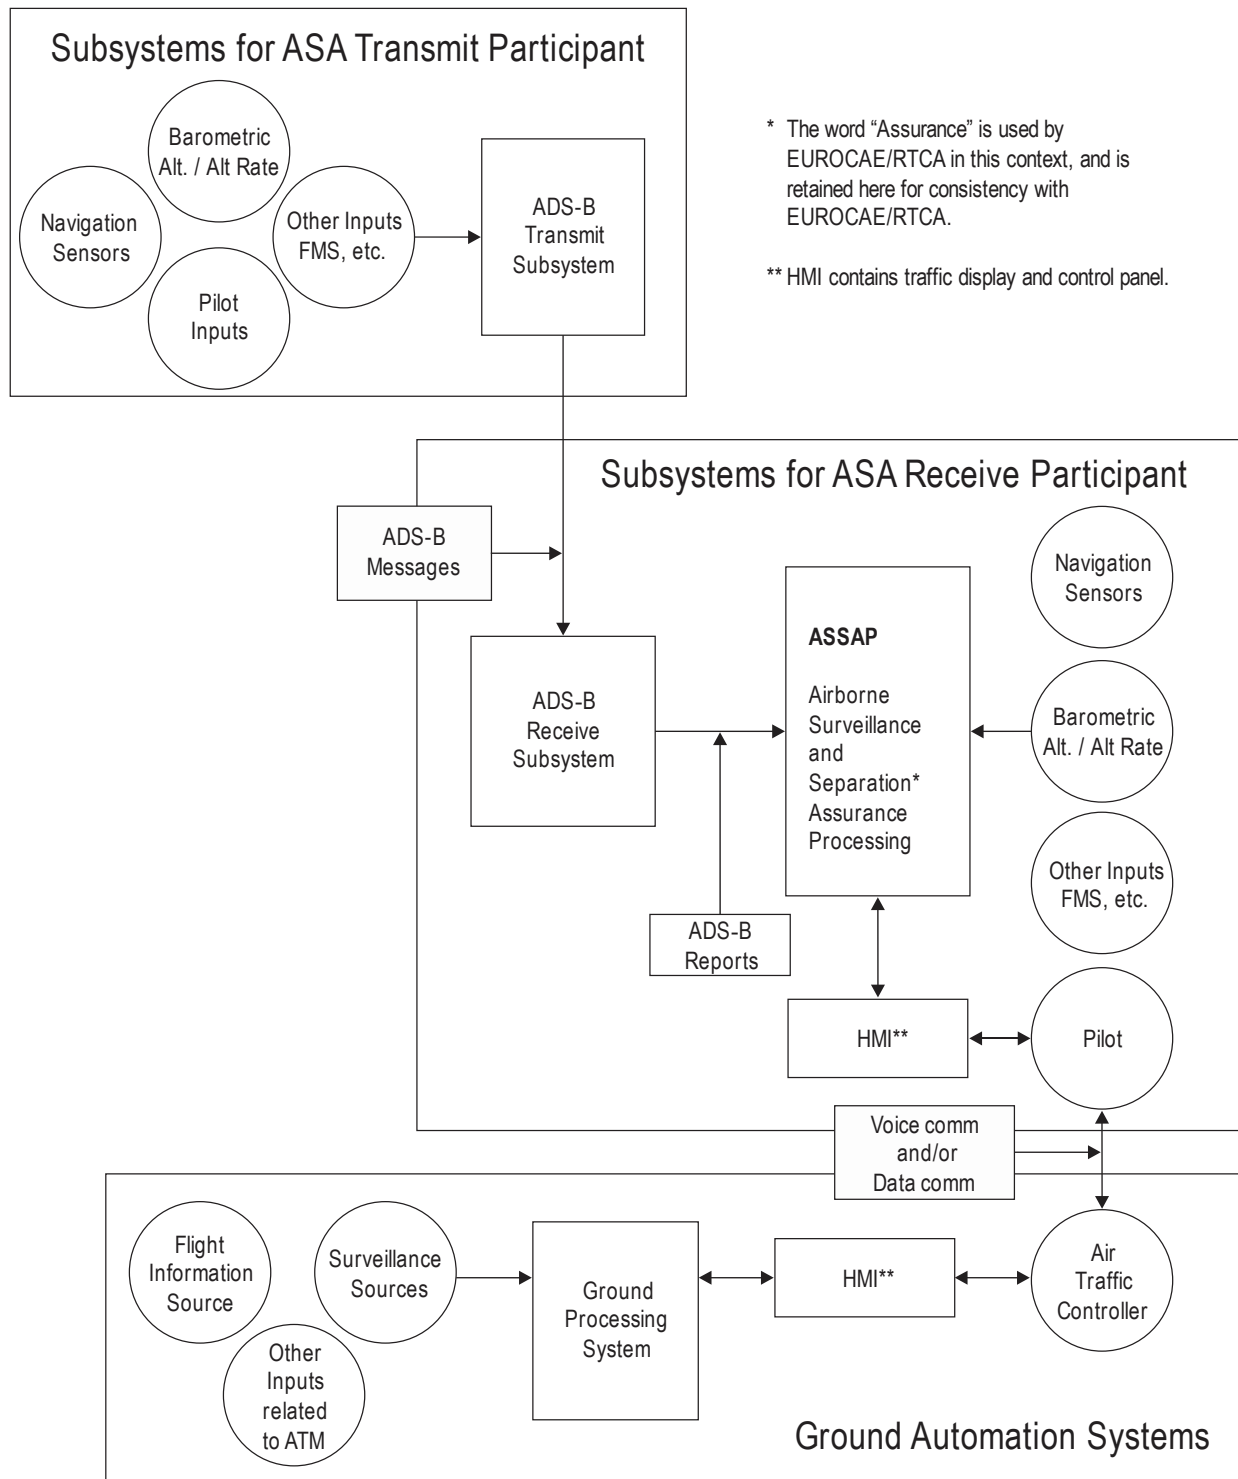 Subsystems for ASA Transmit Participant
Barometric
Alt. / Alt Rate
Navigation
Sensors
Other Inputs
FMS, etc.
Pilot
Inputs
ADS-B
Transmit
Subsystem
* The word “Assurance” is used by
EUROCAE/RTCA in this context, and is
retained here for consistency with
EUROCAE/RTCA.
** HMI contains traffic display and control panel.
Subsystems for ASA Receive Participant
ADS-B
Messages
ADS-B
Receive
Subsystem
ADS-B
Reports
ASSAP
Airborne
Surveillance
and
Separation*
Assurance
Processing
Navigation
Sensors
Barometric
Alt. / Alt Rate
Other Inputs
FMS, etc.
HMI**
Pilot
Voice comm
and/or
Data comm
Flight
Information
Source
Surveillance
Sources
Other
Inputs
related
to ATM
Ground
Processing
System
HMI**
Air
Traffic
Controller
Ground Automation Systems